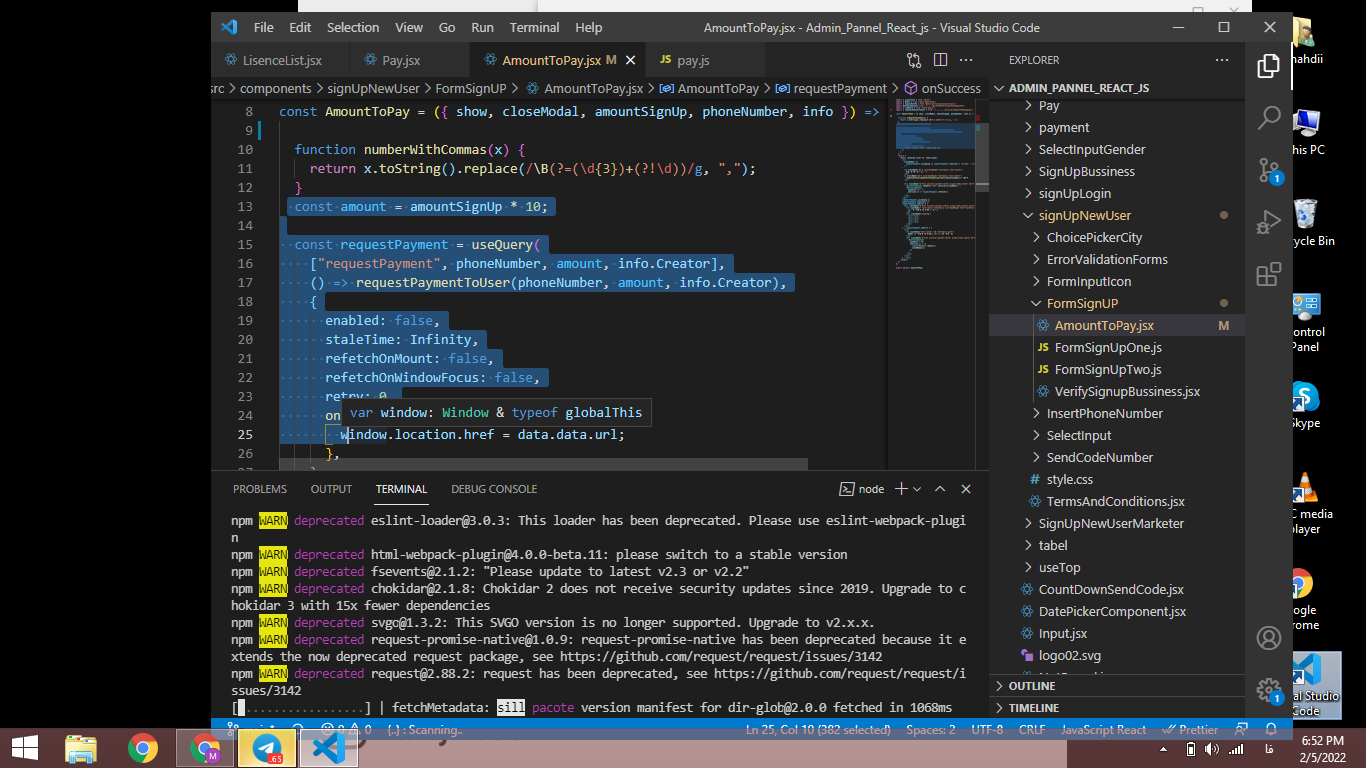 File Edit Selection View Go Run Terminal Help
AmountToPay.jsx - Admin_Pannel_React_js - Visual Studio Code
LisenceList.jsx Pay.jsx AmountToPay.jsx M pay.js
src > components > signUpNewUser > FormSignUP > AmountToPay.jsx > AmountToPay > requestPayment > onSuccess
8 const AmountToPay = ({ show, closeModal, amountSignUp, phoneNumber, info }) =>
9
10 function numberWithCommas(x) {
11 return x.toString().replace(/\B(?=(\d{3})+(?!\d))/g, ",");
12 }
13 const amount = amountSignUp * 10;
14
15 const requestPayment = useQuery(
16 ["requestPayment", phoneNumber, amount, info.Creator],
17 () => requestPaymentToUser(phoneNumber, amount, info.Creator),
18 {
19 enabled: false,
20 staleTime: Infinity,
21 refetchOnMount: false,
22 refetchOnWindowFocus: false,
23 retry: 0,
24 on
var window: Window & typeof globalThis
25 window.location.href = data.data.url;
26 },
PROBLEMS OUTPUT TERMINAL DEBUG CONSOLE
node
npm WARN deprecated eslint-loader@3.0.3: This loader has been deprecated. Please use eslint-webpack-plugi
n
npm WARN deprecated html-webpack-plugin@4.0.0-beta.11: please switch to a stable version
npm WARN deprecated fsevents@2.1.2: "Please update to latest v2.3 or v2.2"
npm WARN deprecated chokidar@2.1.8: Chokidar 2 does not receive security updates since 2019. Upgrade to c
hokidar 3 with 15x fewer dependencies
npm WARN deprecated svgo@1.3.2: This SVGO version is no longer supported. Upgrade to v2.x.x.
npm WARN deprecated request-promise-native@1.0.9: request-promise-native has been deprecated because it e
xtends the now deprecated request package, see https://github.com/request/request/issues/3142
npm WARN deprecated request@2.88.2: request has been deprecated, see https://github.com/request/request/i
ssues/3142
[ ................] | fetchMetadata: sill pacote version manifest for dir-glob@2.0.0 fetched in 1068ms
EXPLORER
ADMIN_PANNEL_REACT_JS
Pay
payment
SelectInputGender
SignUpBussiness
signUpLogin
signUpNewUser
ChoicePickerCity
ErrorValidationForms
FormInputIcon
FormSignUP
AmountToPay.jsx M
JS FormSignUpOne.js
JS FormSignUpTwo.js
VerifySignupBussiness.jsx
InsertPhoneNumber
SelectInput
SendCodeNumber
# style.css
TermsAndConditions.jsx
SignUpNewUserMarketer
tabel
useTop
CountDownSendCode.jsx
DatePickerComponent.jsx
Input.jsx
logo02.svg
OUTLINE
TIMELINE
1
1
0 0 {..} : Scanning..
Ln 25, Col 10 (382 selected) Spaces: 2 UTF-8 CRLF JavaScript React Prettier
nahdii
his PC
cycle Bin
ontrol
Panel
Skype
C media
player
ogle
rome
al Studio
Code
M
.65
فا
6:52 PM
2/5/2022